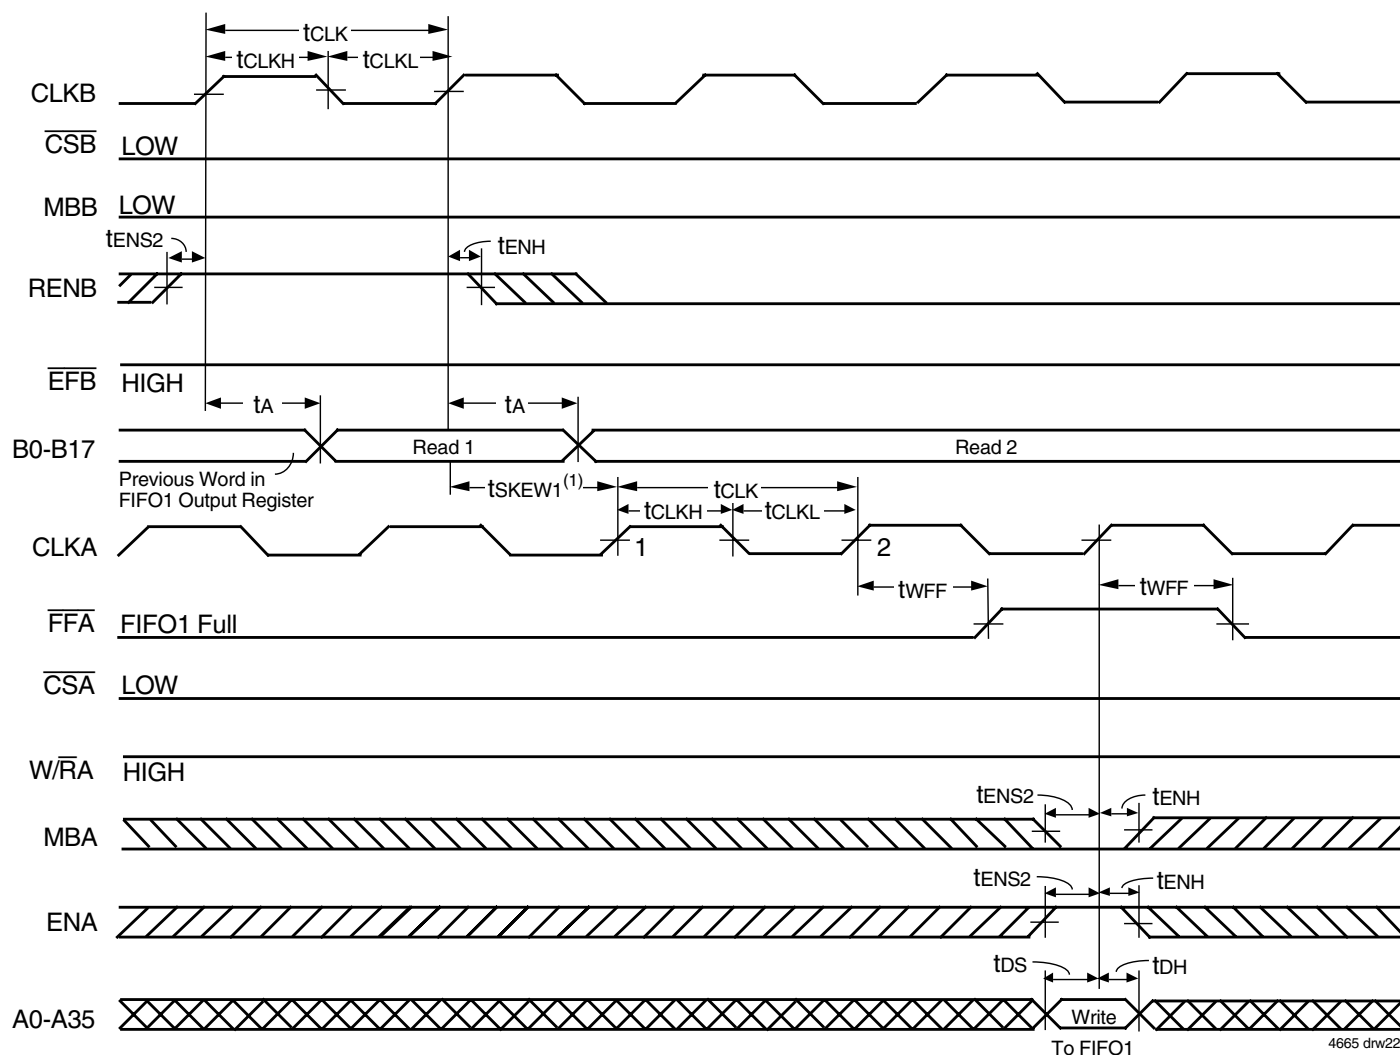 tCLK
tCLKH tCLKL
CLKB
CSB LOW
MBB LOW
tENS2 tENH
RENB
EFB HIGH
tA tA
B0-B17 Read 1 Read 2
Previous Word in
FIFO1 Output Register
tSKEW1(1) tCLK
tCLKH tCLKL
CLKA 1 2
tWFF tWFF
FFA FIFO1 Full
CSA LOW
W/RA HIGH
tENS2 tENH
MBA
tENS2 tENH
ENA
tDS tDH
A0-A35 Write
To FIFO1
4665 drw22